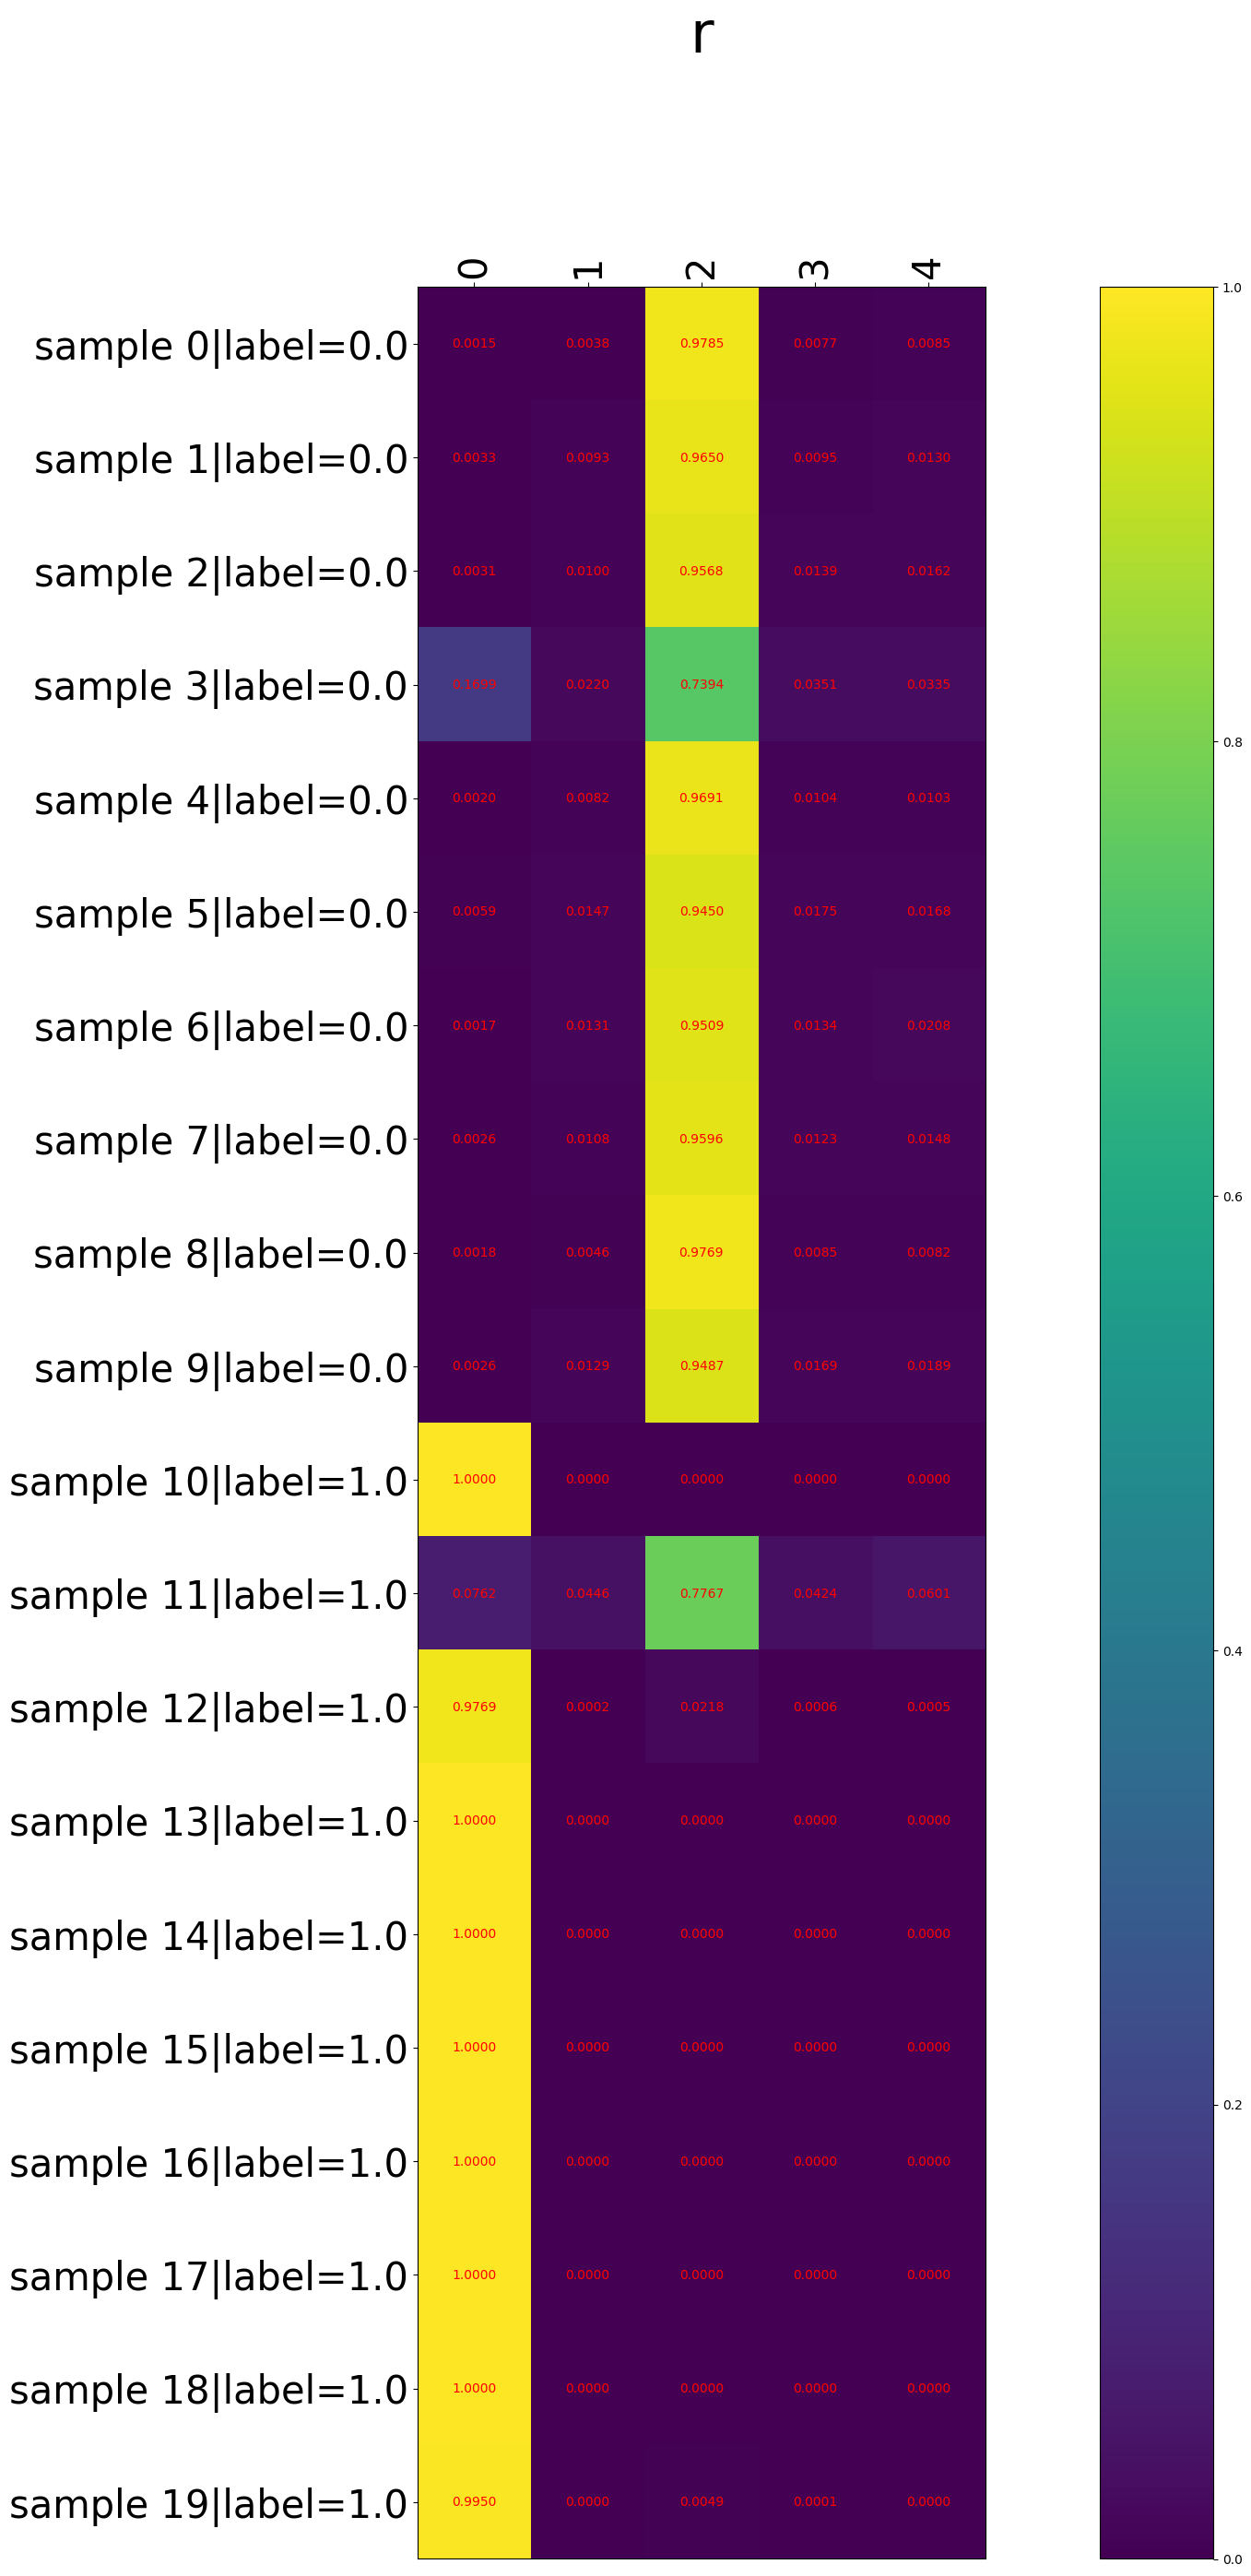 r
0 1 2 3 4
sample 0|label=0.0 0.0015 0.0038 0.9785 0.0077 0.0085
sample 1|label=0.0 0.0033 0.0093 0.9650 0.0095 0.0130
sample 2|label=0.0 0.0031 0.0100 0.9568 0.0139 0.0162
sample 3|label=0.0 0.1699 0.0220 0.7394 0.0351 0.0335
sample 4|label=0.0 0.0020 0.0082 0.9691 0.0104 0.0103
sample 5|label=0.0 0.0059 0.0147 0.9450 0.0175 0.0168
sample 6|label=0.0 0.0017 0.0131 0.9509 0.0134 0.0208
sample 7|label=0.0 0.0026 0.0108 0.9596 0.0123 0.0148
sample 8|label=0.0 0.0018 0.0046 0.9769 0.0085 0.0082
sample 9|label=0.0 0.0026 0.0129 0.9487 0.0169 0.0189
sample 10|label=1.0 1.0000 0.0000 0.0000 0.0000 0.0000
sample 11|label=1.0 0.0762 0.0446 0.7767 0.0424 0.0601
sample 12|label=1.0 0.9769 0.0002 0.0218 0.0006 0.0005
sample 13|label=1.0 1.0000 0.0000 0.0000 0.0000 0.0000
sample 14|label=1.0 1.0000 0.0000 0.0000 0.0000 0.0000
sample 15|label=1.0 1.0000 0.0000 0.0000 0.0000 0.0000
sample 16|label=1.0 1.0000 0.0000 0.0000 0.0000 0.0000
sample 17|label=1.0 1.0000 0.0000 0.0000 0.0000 0.0000
sample 18|label=1.0 1.0000 0.0000 0.0000 0.0000 0.0000
sample 19|label=1.0 0.9950 0.0000 0.0049 0.0001 0.0000
1.0
0.8
0.6
0.4
0.2
0.0